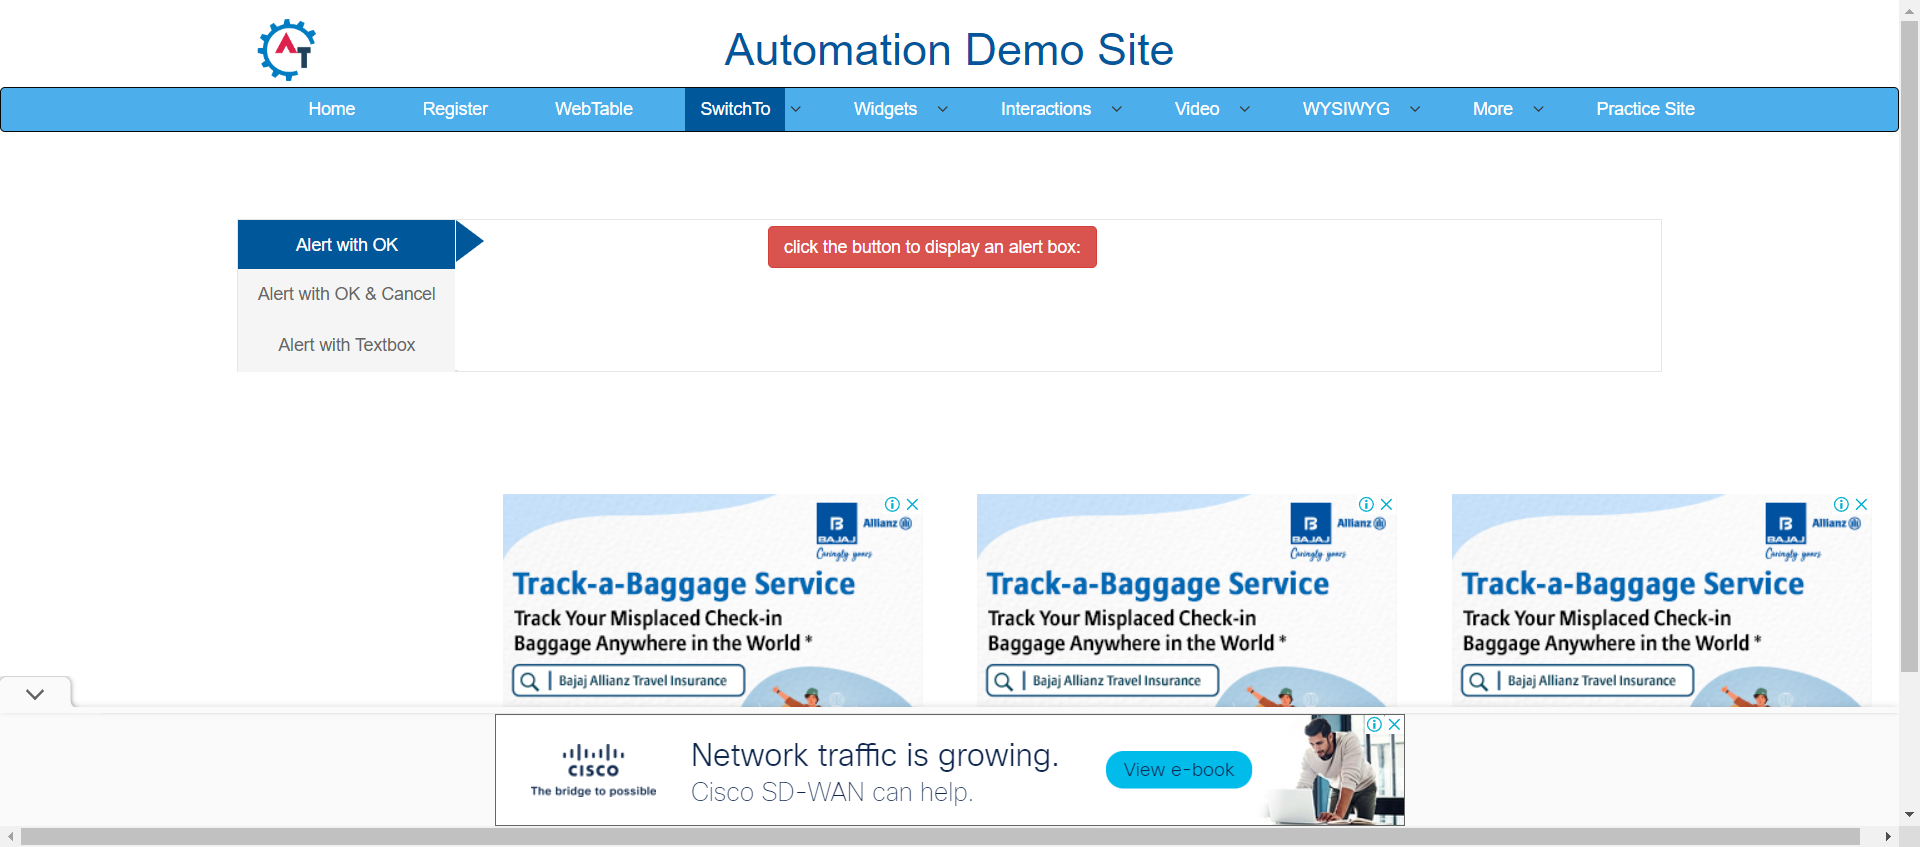 AT
Automation Demo Site
Home Register WebTable SwitchTo Widgets Interactions Video WYSIWYG More Practice Site
Alert with OK
click the button to display an alert box:
Alert with OK & Cancel
Alert with Textbox
BAJAJ Allianz
Caringly yours
Track-a-Baggage Service
Track Your Misplaced Check-in
Baggage Anywhere in the World *
Bajaj Allianz Travel Insurance
BAJAJ Allianz
Caringly yours
Track-a-Baggage Service
Track Your Misplaced Check-in
Baggage Anywhere in the World *
Bajaj Allianz Travel Insurance
BAJAJ Allianz
Caringly yours
Track-a-Baggage Service
Track Your Misplaced Check-in
Baggage Anywhere in the World *
Bajaj Allianz Travel Insurance
CISCO
The bridge to possible
Network traffic is growing.
Cisco SD-WAN can help.
View e-book